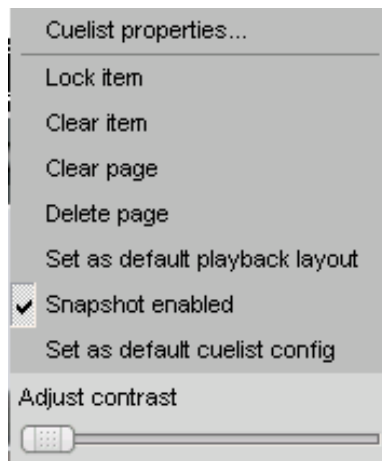 Cuelist properties...
Lock item
Clear item
Clear page
Delete page
Set as default playback layout
Snapshot enabled
Set as default cuelist config
Adjust contrast